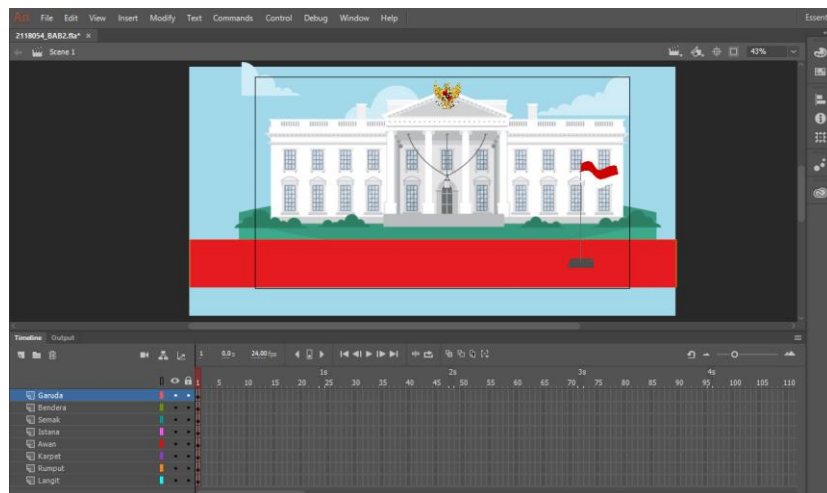 An File Edit View Insert Modify Text Commands Control Debug Window Help Essent
2118054_BAB2.fla* ×
Scene 1 43%
Timeline Output
1 0,0 s 24,00 fps
1s 2s 3s 4s
1 5 10 15 20 25 30 35 40 45 50 55 60 65 70 75 80 85 90 95 100 105 110
Garuda
Bendera
Semak
Istana
Awan
Karpet
Rumput
Langit